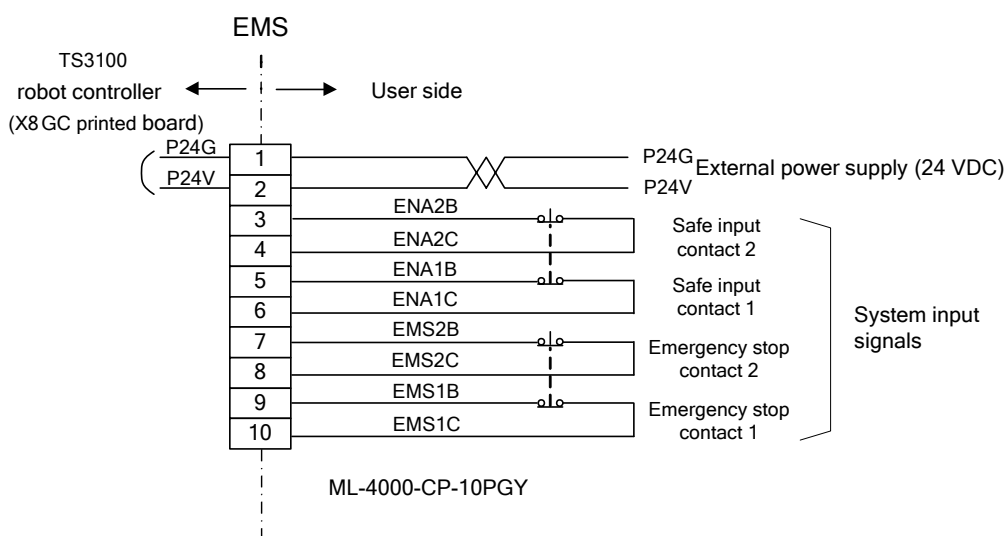 EMS
TS3100
robot controller
(X8 GC printed board)
User side
P24G
1
P24G
External power supply (24 VDC)
P24V
2
P24V
ENA2B
3
Safe input
contact 2
ENA2C
4
ENA1B
5
Safe input
contact 1
ENA1C
6
System input
signals
EMS2B
7
Emergency stop
contact 2
EMS2C
8
EMS1B
9
Emergency stop
contact 1
EMS1C
10
ML-4000-CP-10PGY